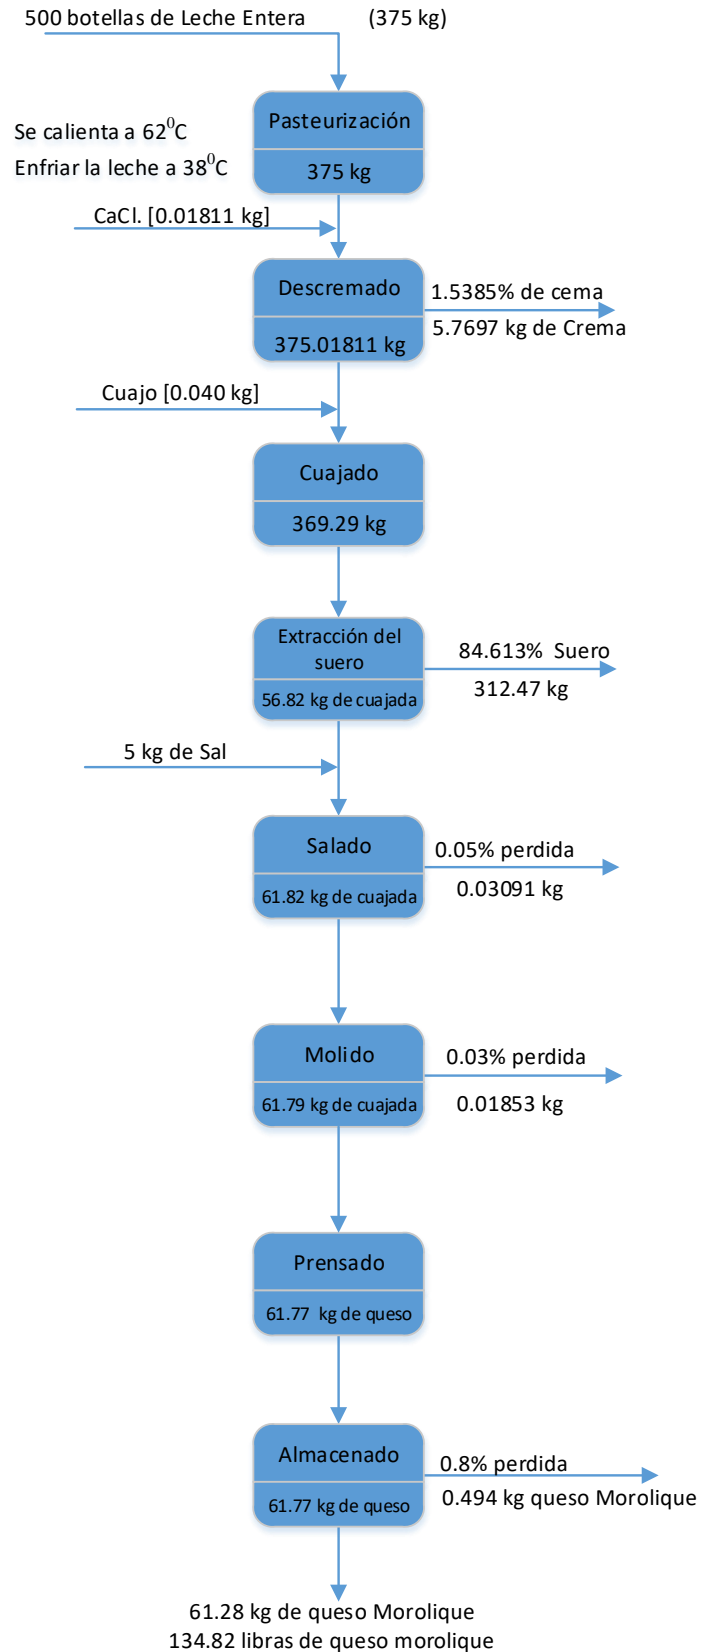 500 botellas de Leche Entera (375 kg)
Pasteurización
375 kg
Se calienta a 62⁰C
Enfriar la leche a 38⁰C
CaCl. [0.01811 kg]
Descremado
375.01811 kg
1.5385% de cema
5.7697 kg de Crema
Cuajo [0.040 kg]
Cuajado
369.29 kg
Extracción del
suero
56.82 kg de cuajada
84.613% Suero
312.47 kg
5 kg de Sal
Salado
61.82 kg de cuajada
0.05% perdida
0.03091 kg
Molido
61.79 kg de cuajada
0.03% perdida
0.01853 kg
Prensado
61.77 kg de queso
Almacenado
61.77 kg de queso
0.8% perdida
0.494 kg queso Morolique
61.28 kg de queso Morolique
134.82 libras de queso morolique